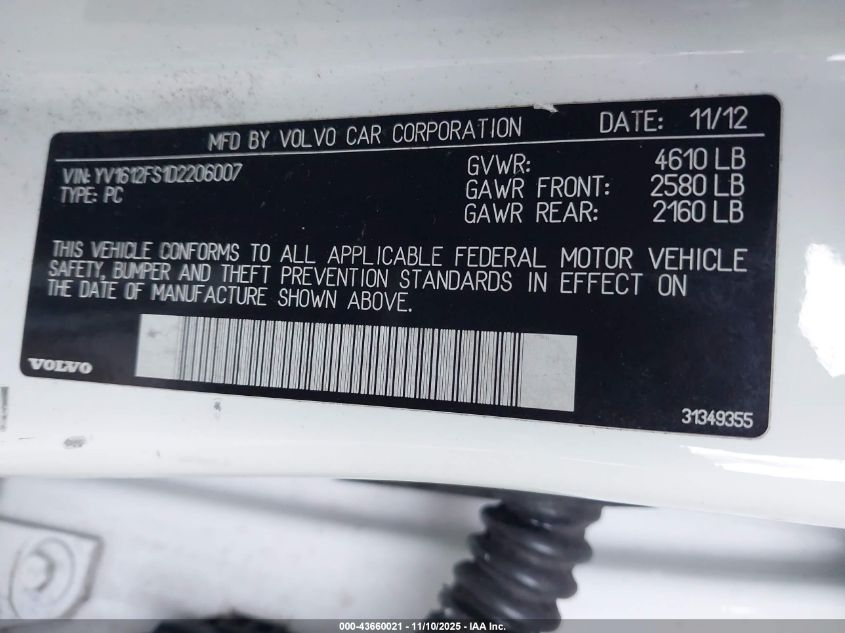 MFD BY VOLVO CAR CORPORATION DATE: 11/12
VIN: YV1612FS1D2206007
TYPE: PC
GVWR: 4610 LB
GAWR FRONT: 2580 LB
GAWR REAR: 2160 LB
THIS VEHICLE CONFORMS TO ALL APPLICABLE FEDERAL MOTOR VEHICLE
SAFETY, BUMPER AND THEFT PREVENTION STANDARDS IN EFFECT ON
THE DATE OF MANUFACTURE SHOWN ABOVE.
VOLVO
31349355
000-43660021 - 11/10/2025 - IAA Inc.